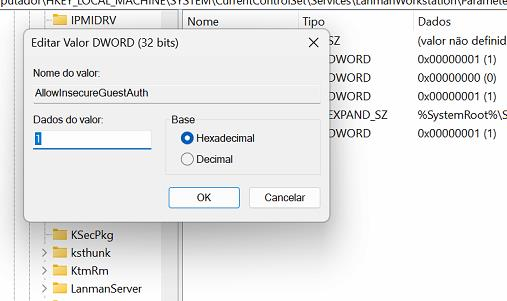 putador\HKEY_LOCAL_MACHINE\SYSTEM\CurrentControlSet\Services\LanmanWorkstation\Paramete
IPMIDRV
Nome Tipo Dados
Editar Valor DWORD (32 bits)
SZ (valor não definid
Nome do valor:
DWORD 0x00000001 (1)
AllowInsecureGuestAuth
DWORD 0x00000000 (0)
DWORD 0x00000001 (1)
Dados do valor: Base
EXPAND_SZ %SystemRoot%\S
1 Hexadecimal
DWORD 0x00000001 (1)
Decimal
OK Cancelar
KSecPkg
ksthunk
KtmRm
LanmanServer